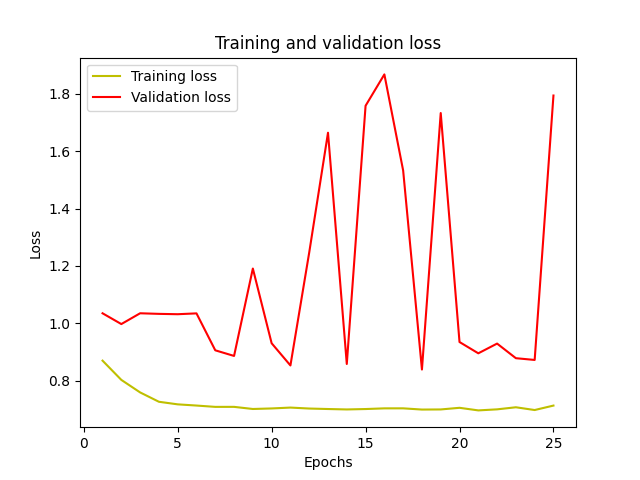 Training and validation loss
Training loss
Validation loss
1.8
1.6
1.4
1.2
1.0
0.8
Loss
0 5 10 15 20 25
Epochs